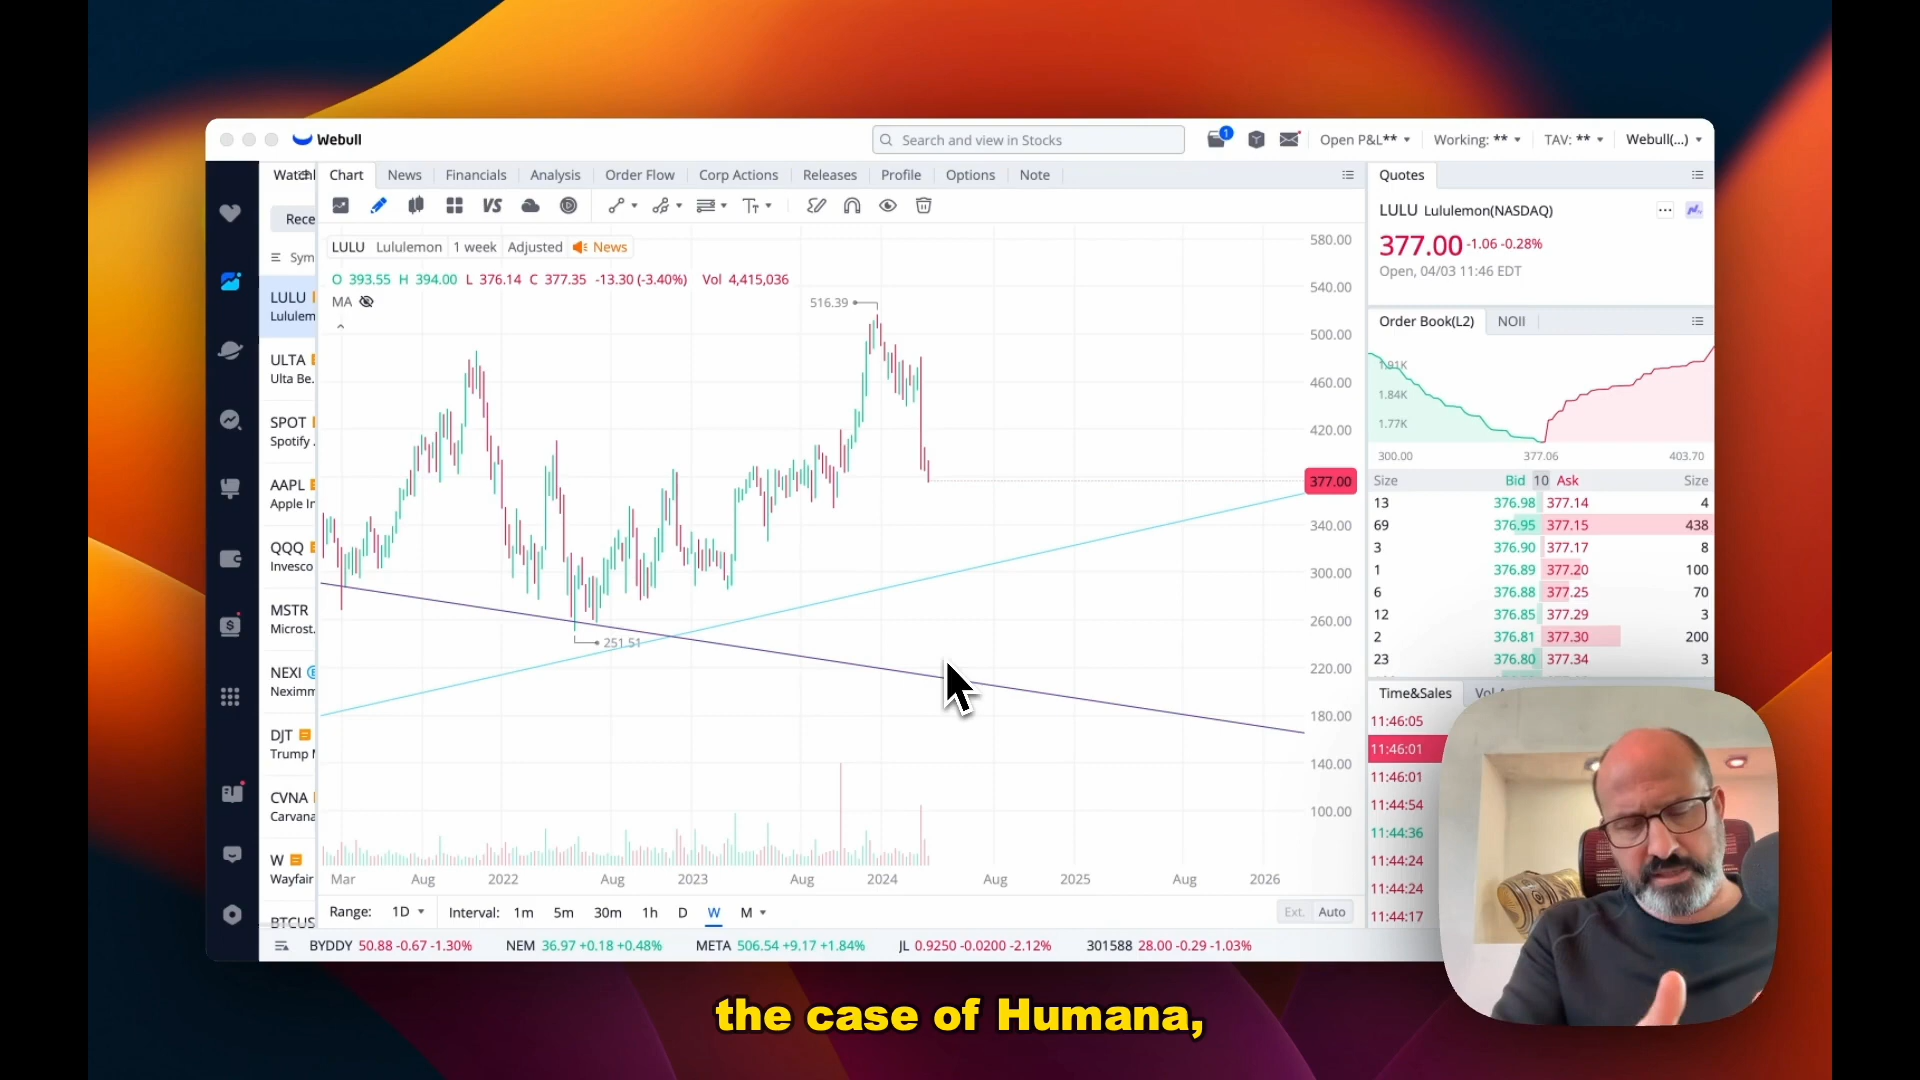 Webull
Search and view in Stocks
1
Open P&L**
Working: **
TAV: **
Webull(...)
Watchl
Chart
News
Financials
Analysis
Order Flow
Corp Actions
Releases
Profile
Options
Note
Quotes
Rece
VS
Sym
LULU Lululemon 1 week Adjusted News
O 393.55 H 394.00 L 376.14 C 377.35 -13.30 (-3.40%) Vol 4,415,036
MA
LULU
Lululem
ULTA
Ulta Be.
SPOT
Spotify .
AAPL
Apple In
QQQ
Invesco
MSTR
Microst.
NEXI
Neximm
DJT
Trump
CVNA
Carvana
W
Wayfair
BTCUS
516.39
251.51
580.00
540.00
500.00
460.00
420.00
377.00
340.00
300.00
260.00
220.00
180.00
140.00
100.00
Mar Aug 2022 Aug 2023 Aug 2024 Aug 2025 Aug 2026
Range: 1D Interval: 1m 5m 30m 1h D W M
Ext. Auto
LULU Lululemon(NASDAQ)
377.00 -1.06 -0.28%
Open, 04/03 11:46 EDT
Order Book(L2) NOII
1.91K
1.84K
1.77K
300.00 377.06 403.70
Size Bid 10 Ask Size
13 376.98 377.14 4
69 376.95 377.15 438
3 376.90 377.17 8
1 376.89 377.20 100
6 376.88 377.25 70
12 376.85 377.29 3
2 376.81 377.30 200
23 376.80 377.34 3
Time&Sales
11:46:05
11:46:01
11:46:01
11:44:54
11:44:36
11:44:24
11:44:24
11:44:17
BYDDY 50.88 -0.67 -1.30% NEM 36.97 +0.18 +0.48% META 506.54 +9.17 +1.84% JL 0.9250 -0.0200 -2.12% 301588 28.00 -0.29 -1.03%
the case of Humana,